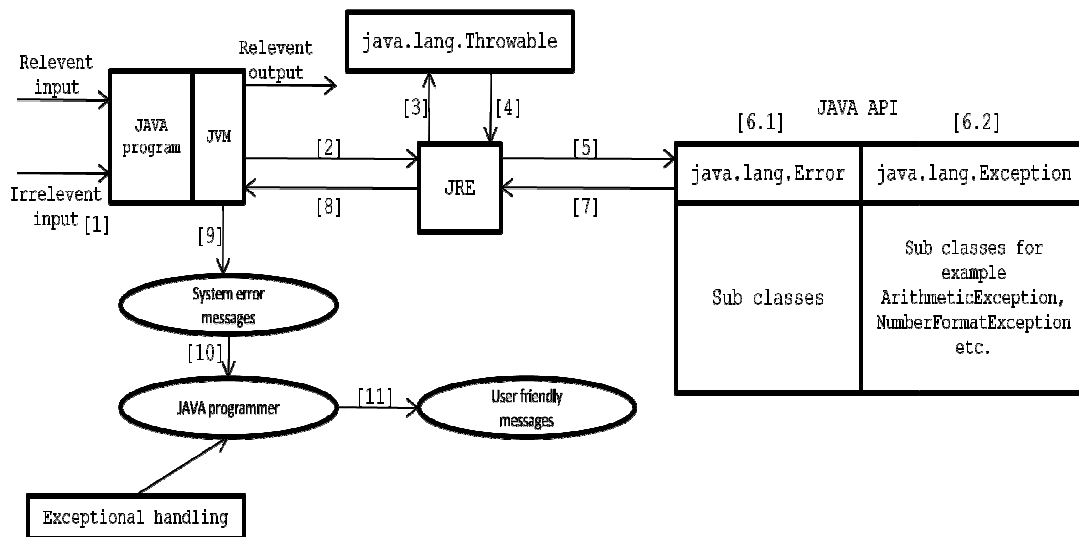 java.lang.Throwable
Relevent
input
Relevent
output
[3]
[4]
JAVA API
[6.1]
[6.2]
JAVA
program
JVM
[2]
[5]
JRE
java.lang.Error
java.lang.Exception
Irrelevent
input
[1]
[8]
[7]
[9]
Sub classes
Sub classes for
example
ArithmeticException,
NumberFormatException
etc.
System error
messages
[10]
JAVA programmer
[11]
User friendly
messages
Exceptional handling